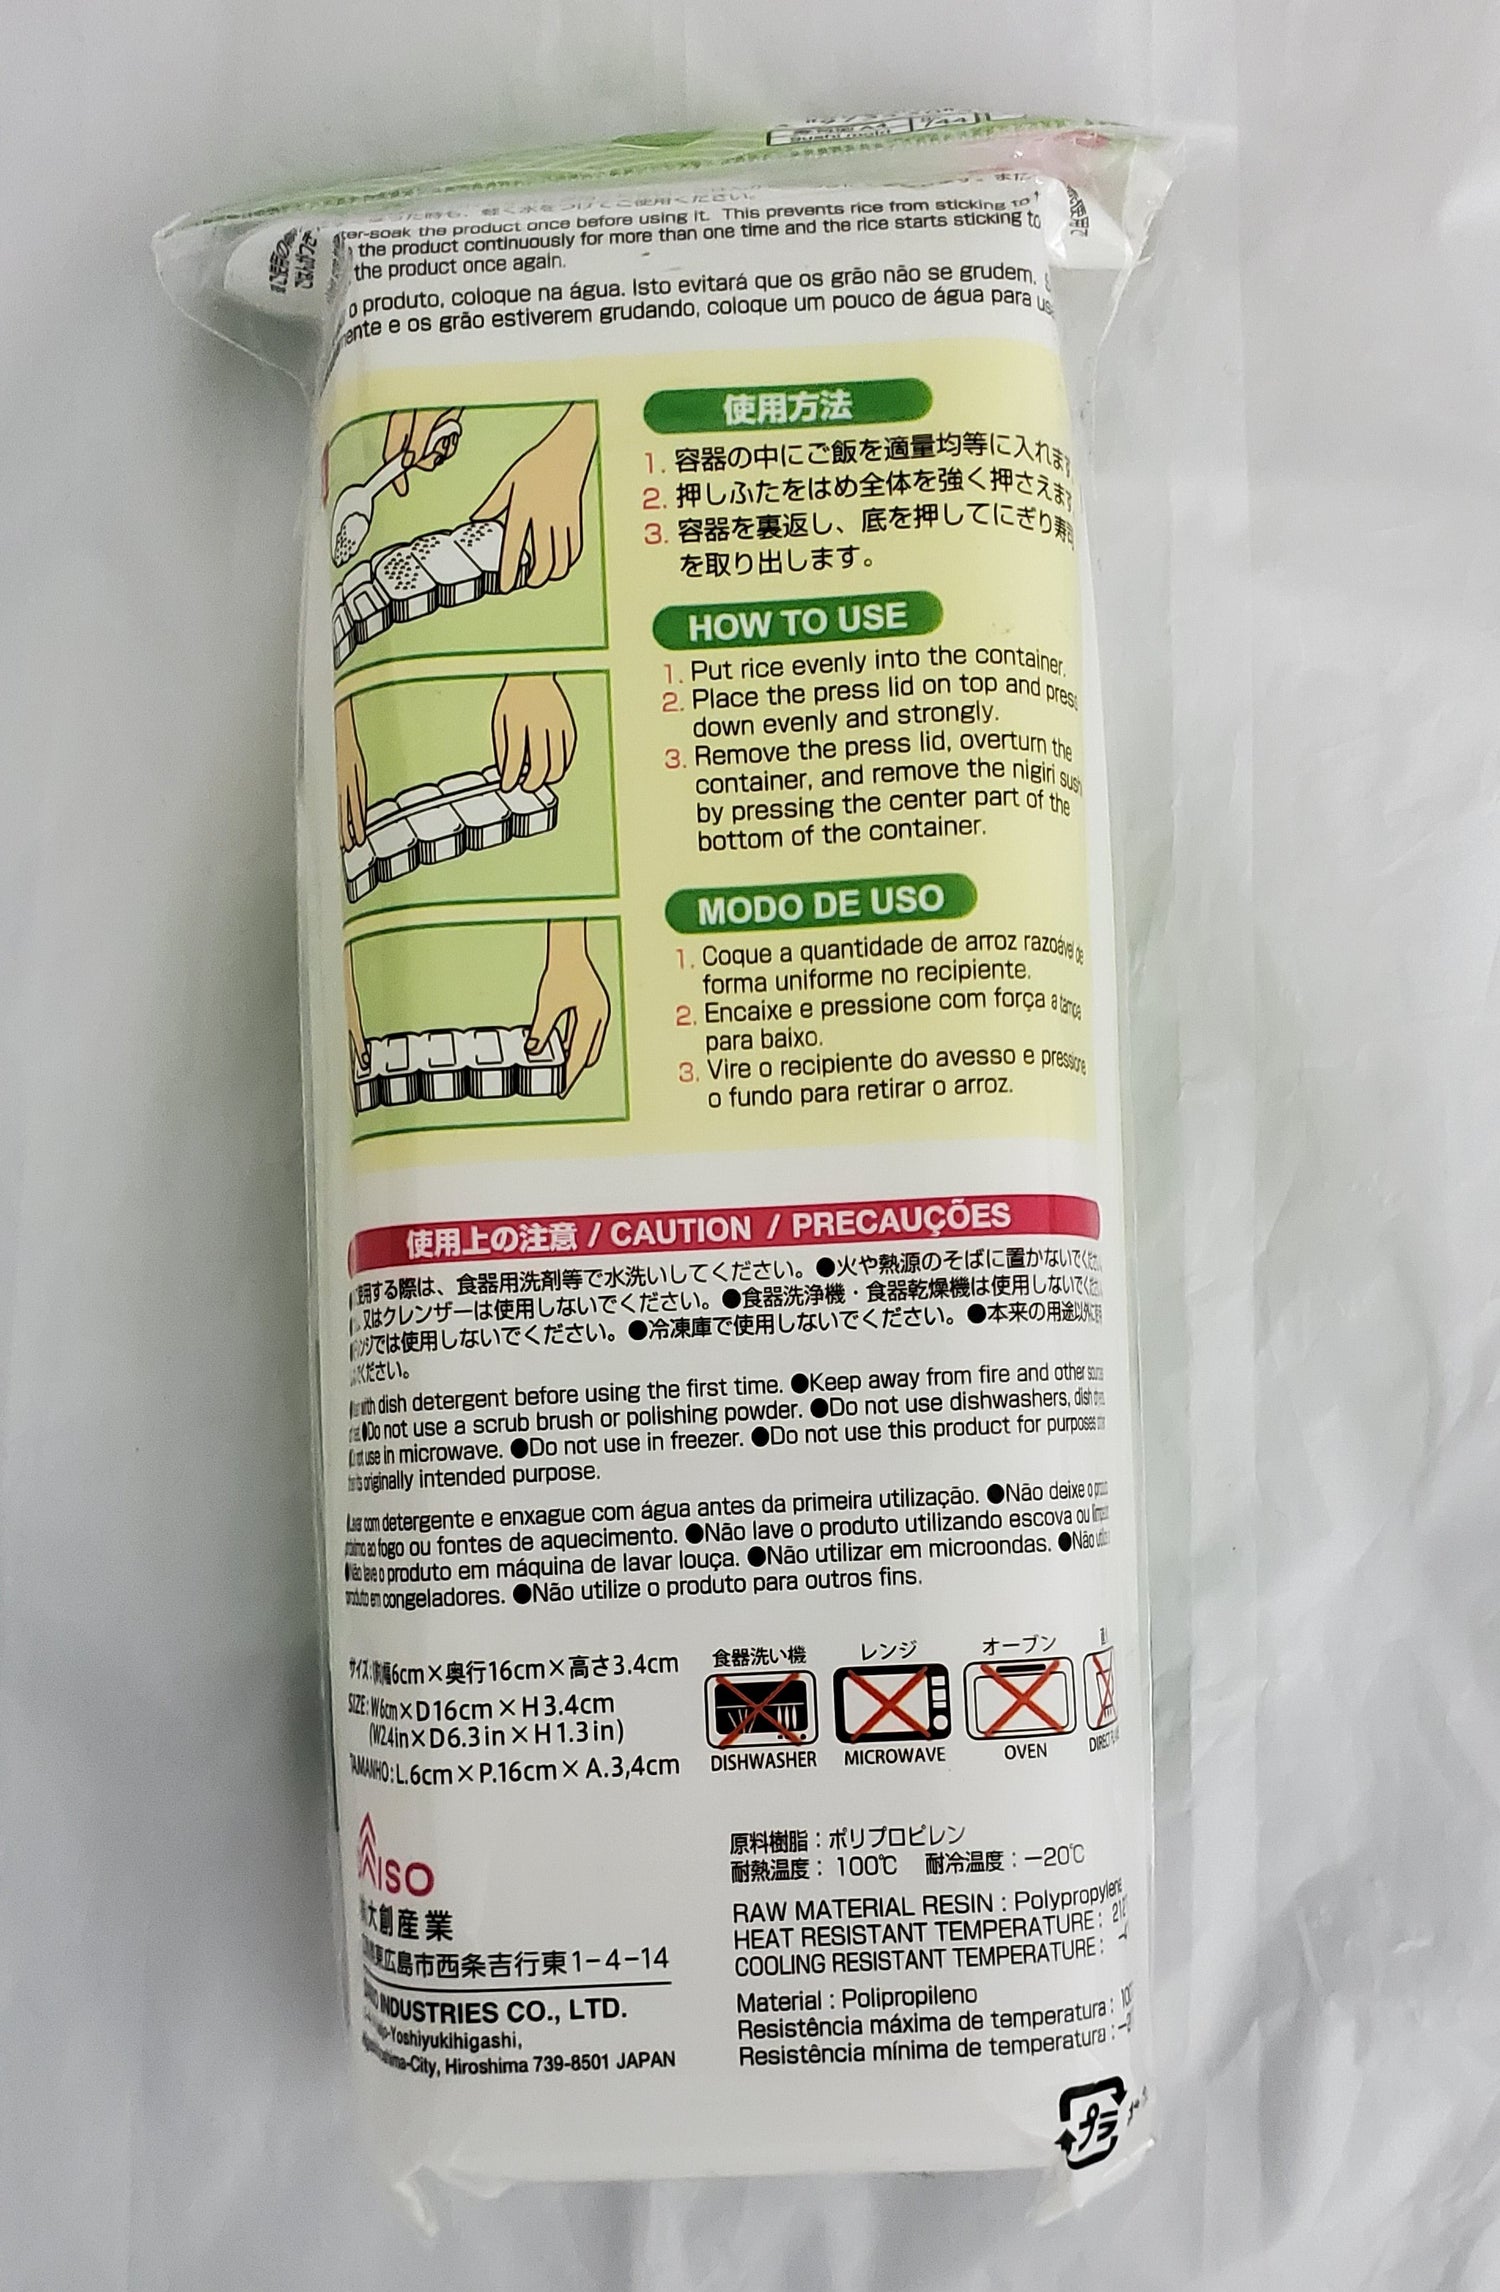 Sushi mold
the product once before using it. This prevents rice from sticking to
the product continuously for more than one time and the rice starts sticking to
the product once again.
o produto, coloque na água. Isto evitará que os grão não se grudem.
e os grão estiverem grudando, coloque um pouco de água para
使用方法
1. 容器の中にご飯を適量均等に入れま
2. 押しふたをはめ全体を強く押さえます
3. 容器を裏返し、底を押してにぎり寿司
を取り出します。
HOW TO USE
1. Put rice evenly into the container.
2. Place the press lid on top and press
down evenly and strongly.
3. Remove the press lid, overturn the
container, and remove the nigiri sushi
by pressing the center part of the
bottom of the container.
MODO DE USO
1. Coque a quantidade de arroz razoável de
forma uniforme no recipiente.
2. Encaixe e pressione com força a tampa
para baixo.
3. Vire o recipiente do avesso e pressione
o fundo para retirar o arroz.
使用上の注意 / CAUTION / PRECAUÇÕES
使用する際は、食器用洗剤等で水洗いしてください。●火や熱源のそばに置かないでくださ
又はクレンザーは使用しないでください。●食器洗浄機・食器乾燥機は使用しないでくださ
では使用しないでください。●冷凍庫で使用しないでください。●本来の用途以外に
ください。
with dish detergent before using the first time. ●Keep away from fire and other
●Do not use a scrub brush or polishing powder. ●Do not use dishwashers, dish
use in microwave. ●Do not use in freezer. ●Do not use this product for purposes
originally intended purpose.
Lavar com detergente e enxague com água antes da primeira utilização. ●Não deixe o
próximo ao fogo ou fontes de aquecimento. ●Não lave o produto utilizando escova ou
●Não lave o produto em máquina de lavar louça. ●Não utilizar em microondas. ●Não
produto em congeladores. ●Não utilize o produto para outros fins.
サイズ:(約)幅6cm×奥行16cm×高さ3.4cm
SIZE:W6cm×D16cm×H3.4cm
(W2.4in×D6.3in×H1.3in)
TAMANHO:L.6cm×P.16cm×A.3,4cm
食器洗い機 レンジ オーブン
DISHWASHER MICROWAVE OVEN DIRECT
原料樹脂：ポリプロピレン
耐熱温度：100℃ 耐冷温度：－20℃
RAW MATERIAL RESIN : Polypropylene
HEAT RESISTANT TEMPERATURE :
COOLING RESISTANT TEMPERATURE :
Material : Polipropileno
Resistência máxima de temperatura :
Resistência mínima de temperatura :
DAISO
大創産業
東広島市西条吉行東1-4-14
INDUSTRIES CO., LTD.
Yoshiyukihigashi,
City, Hiroshima 739-8501 JAPAN
プラ